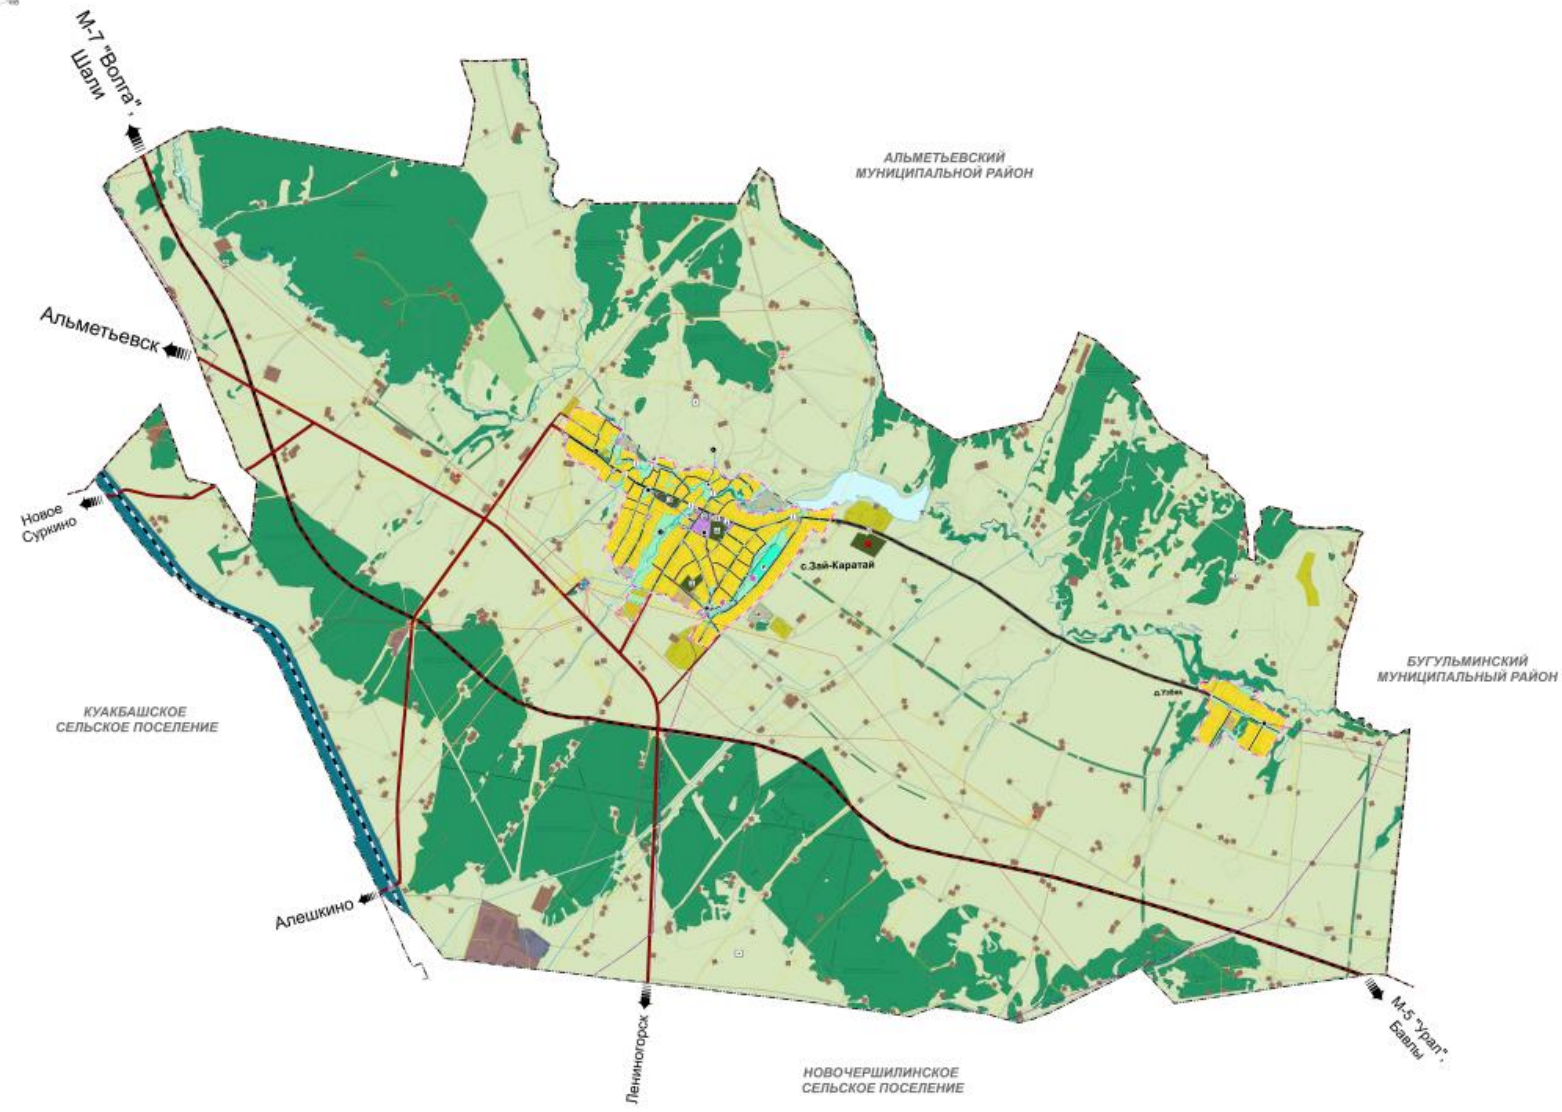 М-7 "Волга",
Шали
АЛЬМЕТЬЕВСКИЙ
МУНИЦИПАЛЬНОЙ РАЙОН
Альметьевск
Новое
Суркино
с.Зай-Каратай
БУГУЛЬМИНСКИЙ
МУНИЦИПАЛЬНЫЙ РАЙОН
КУАКБАШСКОЕ
СЕЛЬСКОЕ ПОСЕЛЕНИЕ
Алешкино
Лениногорск
М-5 "Урал",
Бавлы
НОВОЧЕРШИЛИНСКОЕ
СЕЛЬСКОЕ ПОСЕЛЕНИЕ